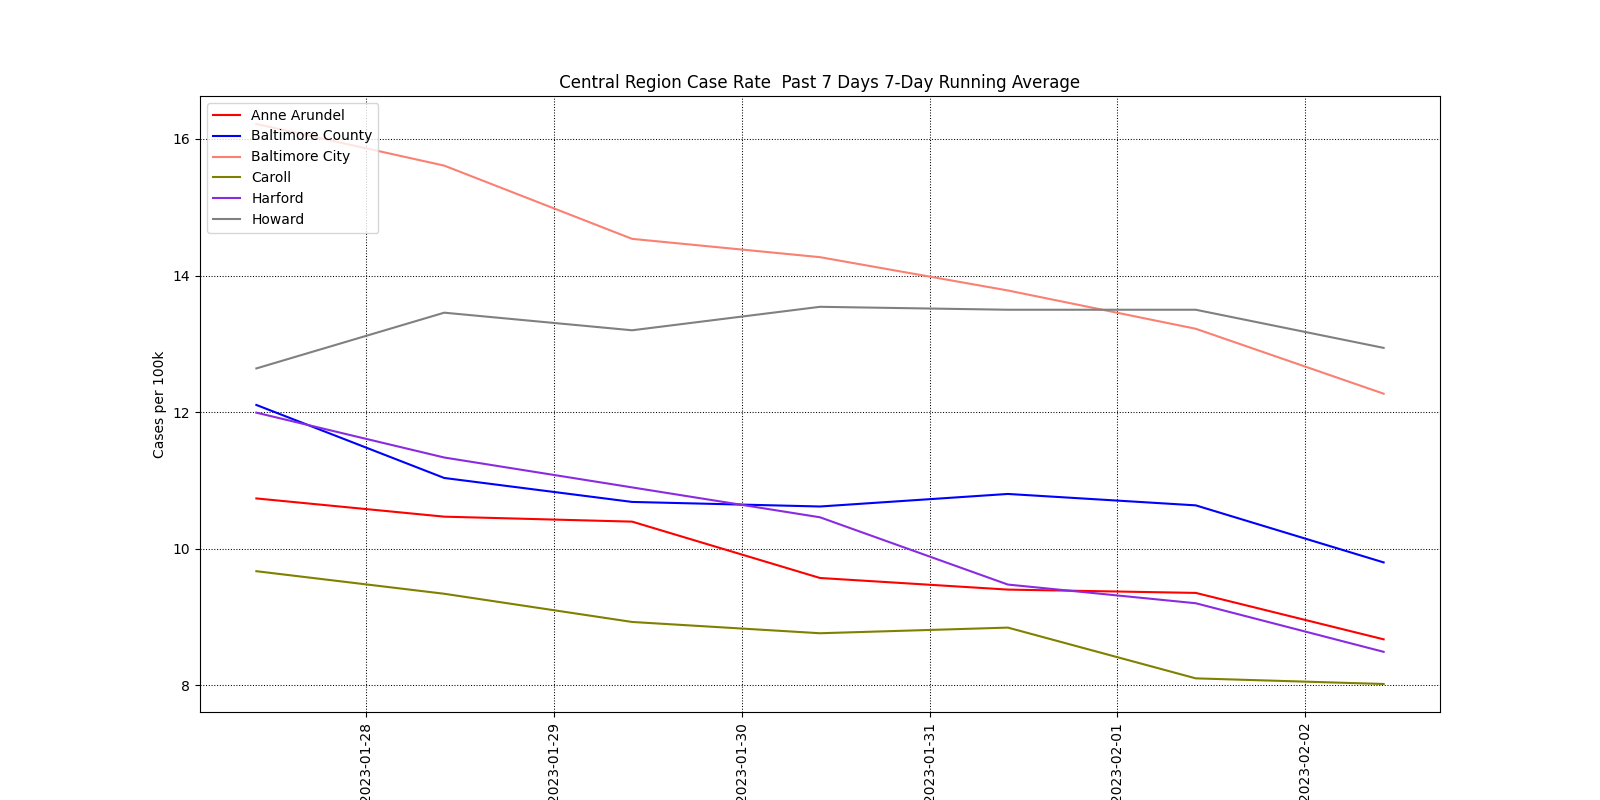 Central Region Case Rate  Past 7 Days 7-Day Running Average
Anne Arundel
Baltimore County
Baltimore City
Caroll
Harford
Howard
Cases per 100k
16
14
12
10
8
2023-01-28
2023-01-29
2023-01-30
2023-01-31
2023-02-01
2023-02-02